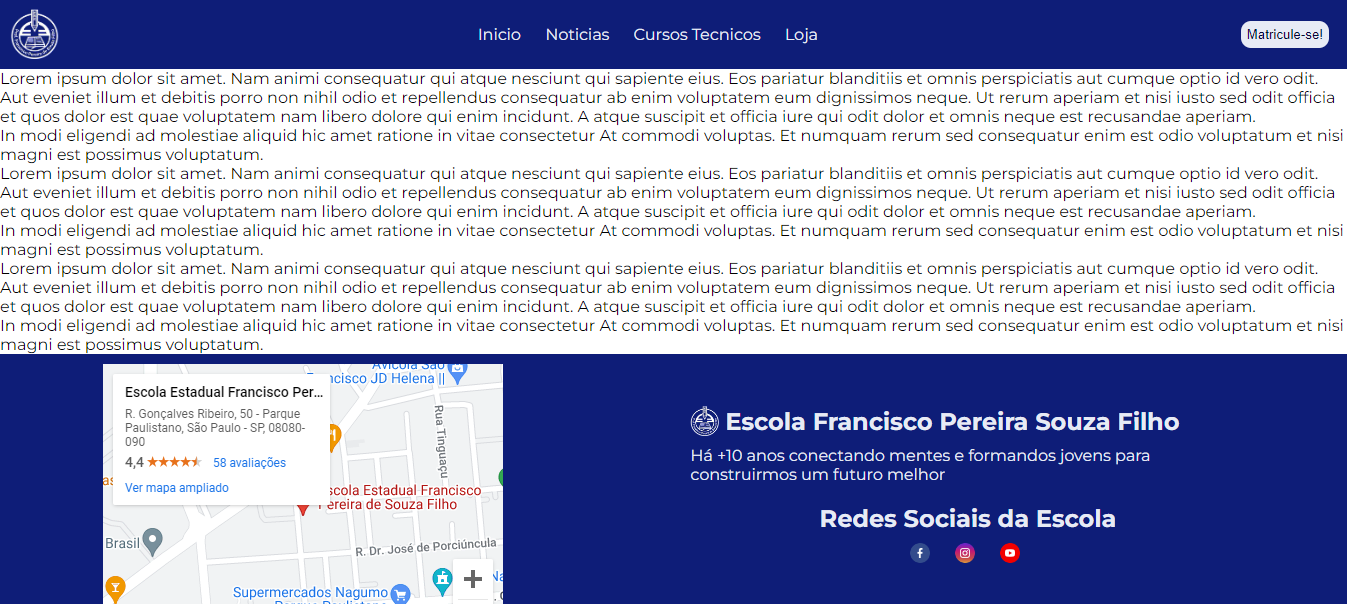 Inicio Noticias Cursos Tecnicos Loja Matricule-se!
Lorem ipsum dolor sit amet. Nam animi consequatur qui atque nesciunt qui sapiente eius. Eos pariatur blanditiis et omnis perspiciatis aut cumque optio id vero odit.
Aut eveniet illum et debitis porro non nihil odio et repellendus consequatur ab enim voluptatem eum dignissimos neque. Ut rerum aperiam et nisi iusto sed odit officia
et quos dolor est quae voluptatem nam libero dolore qui enim incidunt. A atque suscipit et officia iure qui odit dolor et omnis neque est recusandae aperiam.
In modi eligendi ad molestiae aliquid hic amet ratione in vitae consectetur At commodi voluptas. Et numquam rerum sed consequatur enim est odio voluptatum et nisi
magni est possimus voluptatum.
Lorem ipsum dolor sit amet. Nam animi consequatur qui atque nesciunt qui sapiente eius. Eos pariatur blanditiis et omnis perspiciatis aut cumque optio id vero odit.
Aut eveniet illum et debitis porro non nihil odio et repellendus consequatur ab enim voluptatem eum dignissimos neque. Ut rerum aperiam et nisi iusto sed odit officia
et quos dolor est quae voluptatem nam libero dolore qui enim incidunt. A atque suscipit et officia iure qui odit dolor et omnis neque est recusandae aperiam.
In modi eligendi ad molestiae aliquid hic amet ratione in vitae consectetur At commodi voluptas. Et numquam rerum sed consequatur enim est odio voluptatum et nisi
magni est possimus voluptatum.
Lorem ipsum dolor sit amet. Nam animi consequatur qui atque nesciunt qui sapiente eius. Eos pariatur blanditiis et omnis perspiciatis aut cumque optio id vero odit.
Aut eveniet illum et debitis porro non nihil odio et repellendus consequatur ab enim voluptatem eum dignissimos neque. Ut rerum aperiam et nisi iusto sed odit officia
et quos dolor est quae voluptatem nam libero dolore qui enim incidunt. A atque suscipit et officia iure qui odit dolor et omnis neque est recusandae aperiam.
In modi eligendi ad molestiae aliquid hic amet ratione in vitae consectetur At commodi voluptas. Et numquam rerum sed consequatur enim est odio voluptatum et nisi
magni est possimus voluptatum.
Avícola São
ncisco JD Helena ||
Escola Estadual Francisco Per...
R. Gonçalves Ribeiro, 50 - Parque
Paulistano, São Paulo - SP, 08080-
090
4,4 58 avaliações
Ver mapa ampliado
Rua Tinguaçu
scola Estadual Francisco
Pereira de Souza Filho
Brasil
R. Dr. José de Porciúncula
Supermercados Nagumo
Parque Paulistano
Escola Francisco Pereira Souza Filho
Há +10 anos conectando mentes e formandos jovens para
construirmos um futuro melhor
Redes Sociais da Escola